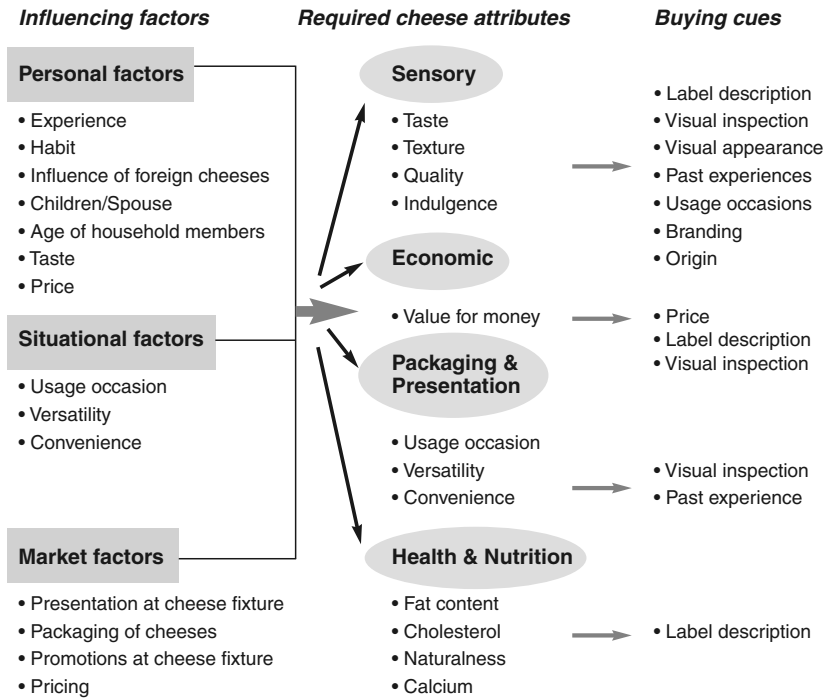 Influencing factors
Required cheese attributes
Buying cues
Personal factors
• Experience
• Habit
• Influence of foreign cheeses
• Children/Spouse
• Age of household members
• Taste
• Price
Situational factors
• Usage occasion
• Versatility
• Convenience
Market factors
• Presentation at cheese fixture
• Packaging of cheeses
• Promotions at cheese fixture
• Pricing
Sensory
• Taste
• Texture
• Quality
• Indulgence
Economic
• Value for money
Packaging &
Presentation
• Usage occasion
• Versatility
• Convenience
Health & Nutrition
• Fat content
• Cholesterol
• Naturalness
• Calcium
• Label description
• Visual inspection
• Visual appearance
• Past experiences
• Usage occasions
• Branding
• Origin
• Price
• Label description
• Visual inspection
• Visual inspection
• Past experience
• Label description